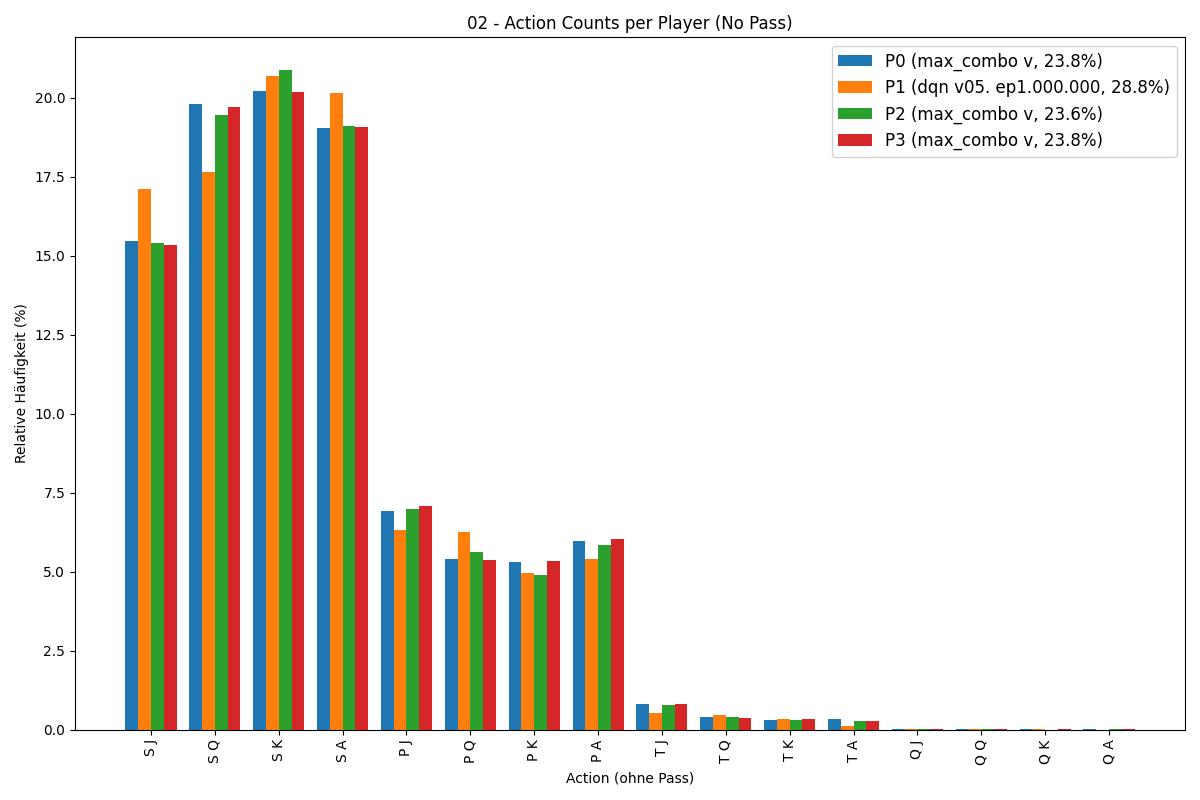 02 - Action Counts per Player (No Pass)
P0 (max_combo v, 23.8%)
P1 (dqn v05. ep1.000.000, 28.8%)
P2 (max_combo v, 23.6%)
P3 (max_combo v, 23.8%)
Relative Häufigkeit (%)
20.0
17.5
15.0
12.5
10.0
7.5
5.0
2.5
0.0
S J
S Q
S K
S A
P J
P Q
P K
P A
T J
T Q
T K
T A
Q J
Q Q
Q K
Q A
Action (ohne Pass)